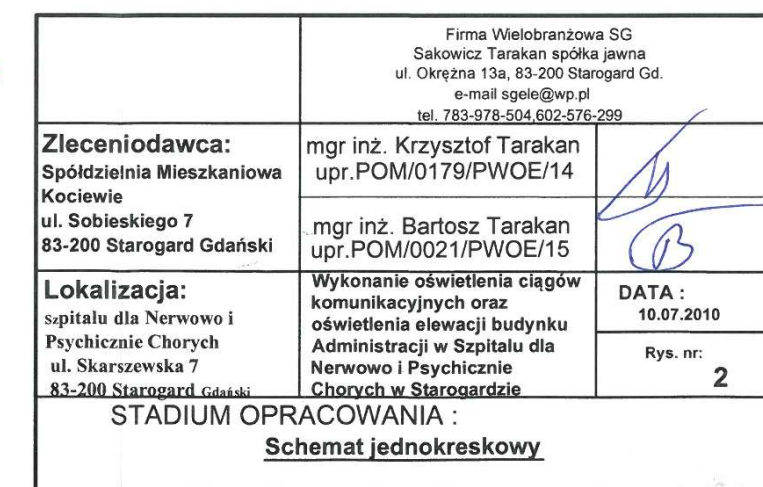 Firma Wielobranżowa SG
Sakowicz Tarakan spółka jawna
ul. Okrężna 13a, 83-200 Starogard Gd.
e-mail sgele@wp.pl
tel. 783-978-504,602-576-299
Zleceniodawca:
Spółdzielnia Mieszkaniowa
Kociewie
ul. Sobieskiego 7
83-200 Starogard Gdański
mgr inż. Krzysztof Tarakan
upr.POM/0179/PWOE/14
mgr inż. Bartosz Tarakan
upr.POM/0021/PWOE/15
Lokalizacja:
szpitalu dla Nerwowo i
Psychicznie Chorych
ul. Skarszewska 7
83-200 Starogard Gdański
Wykonanie oświetlenia ciągów
komunikacyjnych oraz
oświetlenia elewacji budynku
Administracji w Szpitalu dla
Nerwowo i Psychicznie
Chorych w Starogardzie
DATA :
10.07.2010
Rys. nr:
2
STADIUM OPRACOWANIA :
Schemat jednokreskowy